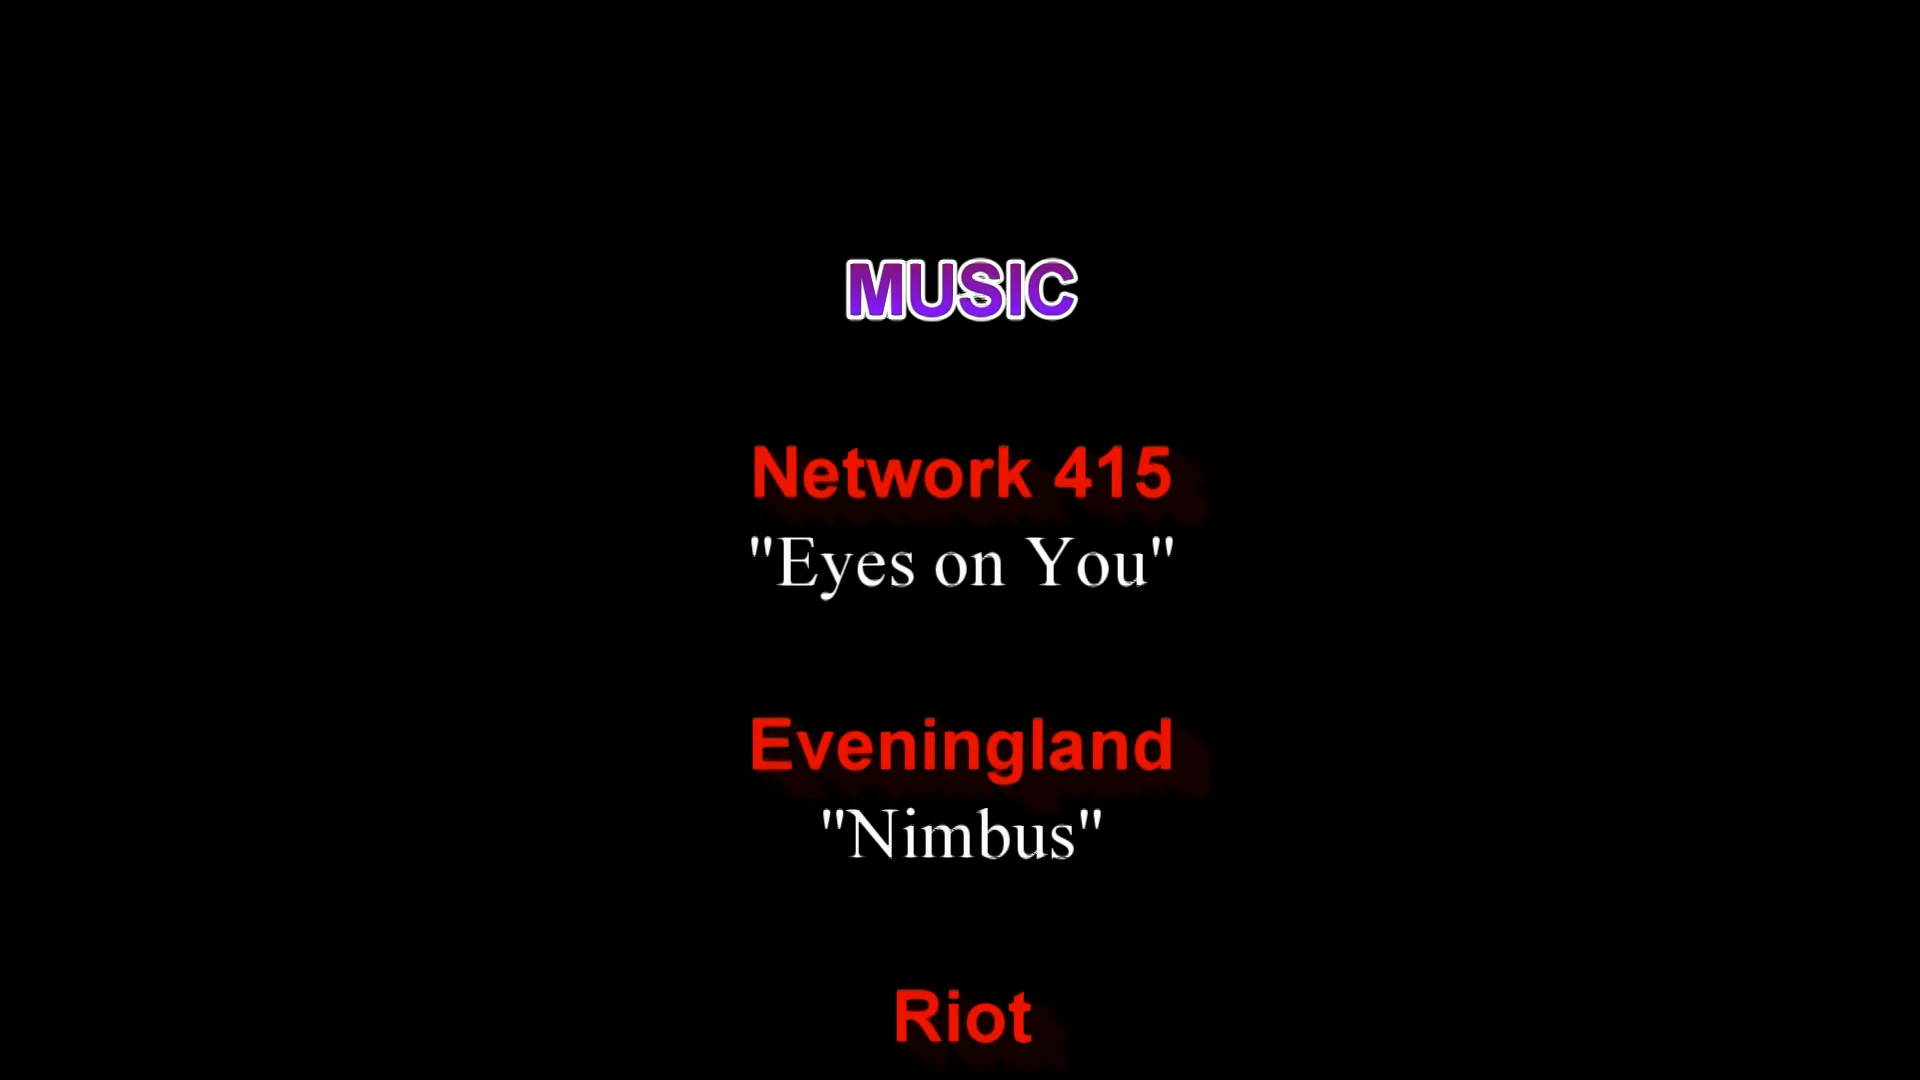 MUSIC
Network 415
"Eyes on You"
Eveningland
"Nimbus"
Riot